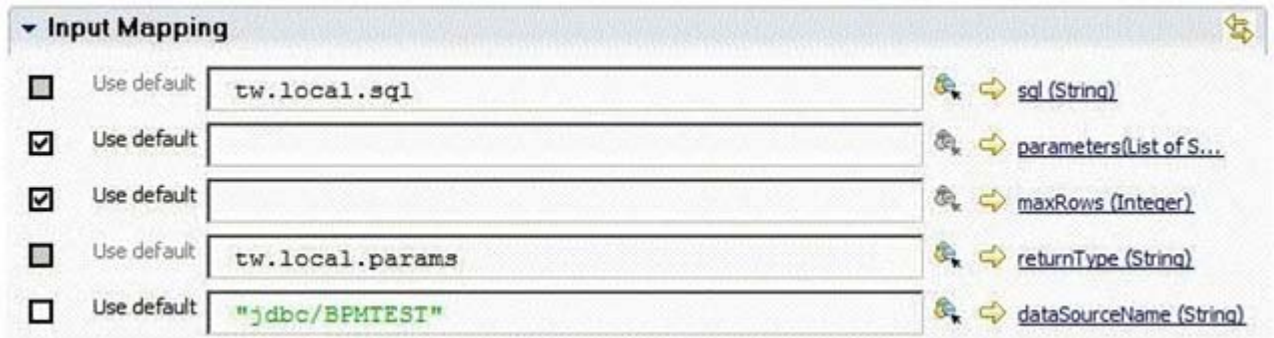 Input Mapping
Use default tw.local.sql sql (String)
Use default parameters(List of S...
Use default maxRows (Integer)
Use default tw.local.params returnType (String)
Use default "jdbc/BPMTEST" dataSourceName (String)